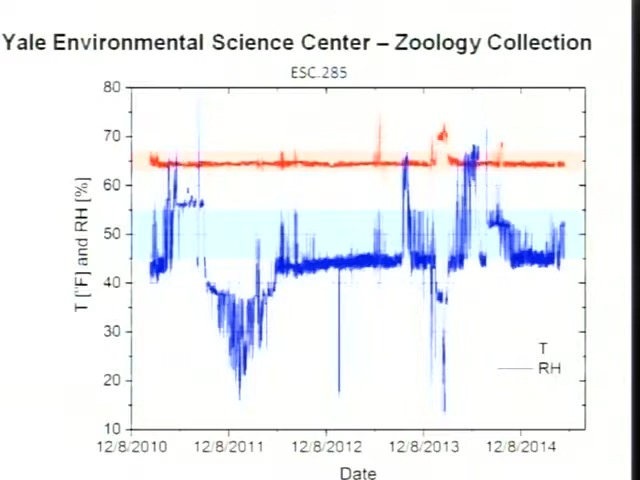 Yale Environmental Science Center – Zoology Collection
ESC.285
80
70
60
50
40
30
20
10
T [°F] and RH [%]
T
RH
12/8/2010 12/8/2011 12/8/2012 12/8/2013 12/8/2014
Date